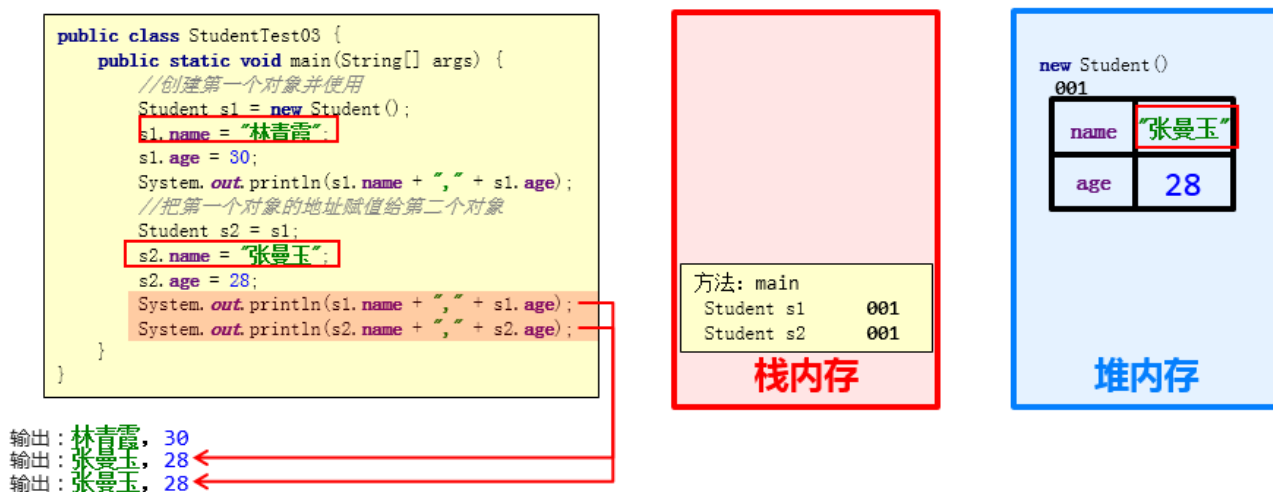 public class StudentTest03 {
public static void main(String[] args) {
//创建第一个对象并使用
Student s1 = new Student();
s1.name = "林青霞";
s1.age = 30;
System.out.println(s1.name + "," + s1.age);
//把第一个对象的地址赋值给第二个对象
Student s2 = s1;
s2.name = "张曼玉";
s2.age = 28;
System.out.println(s1.name + "," + s1.age);
System.out.println(s2.name + "," + s2.age);
}
}
输出：林青霞，30
输出：张曼玉，28
输出：张曼玉，28
方法：main
Student s1 001
Student s2 001
栈内存
new Student()
001
name "张曼玉"
age 28
堆内存